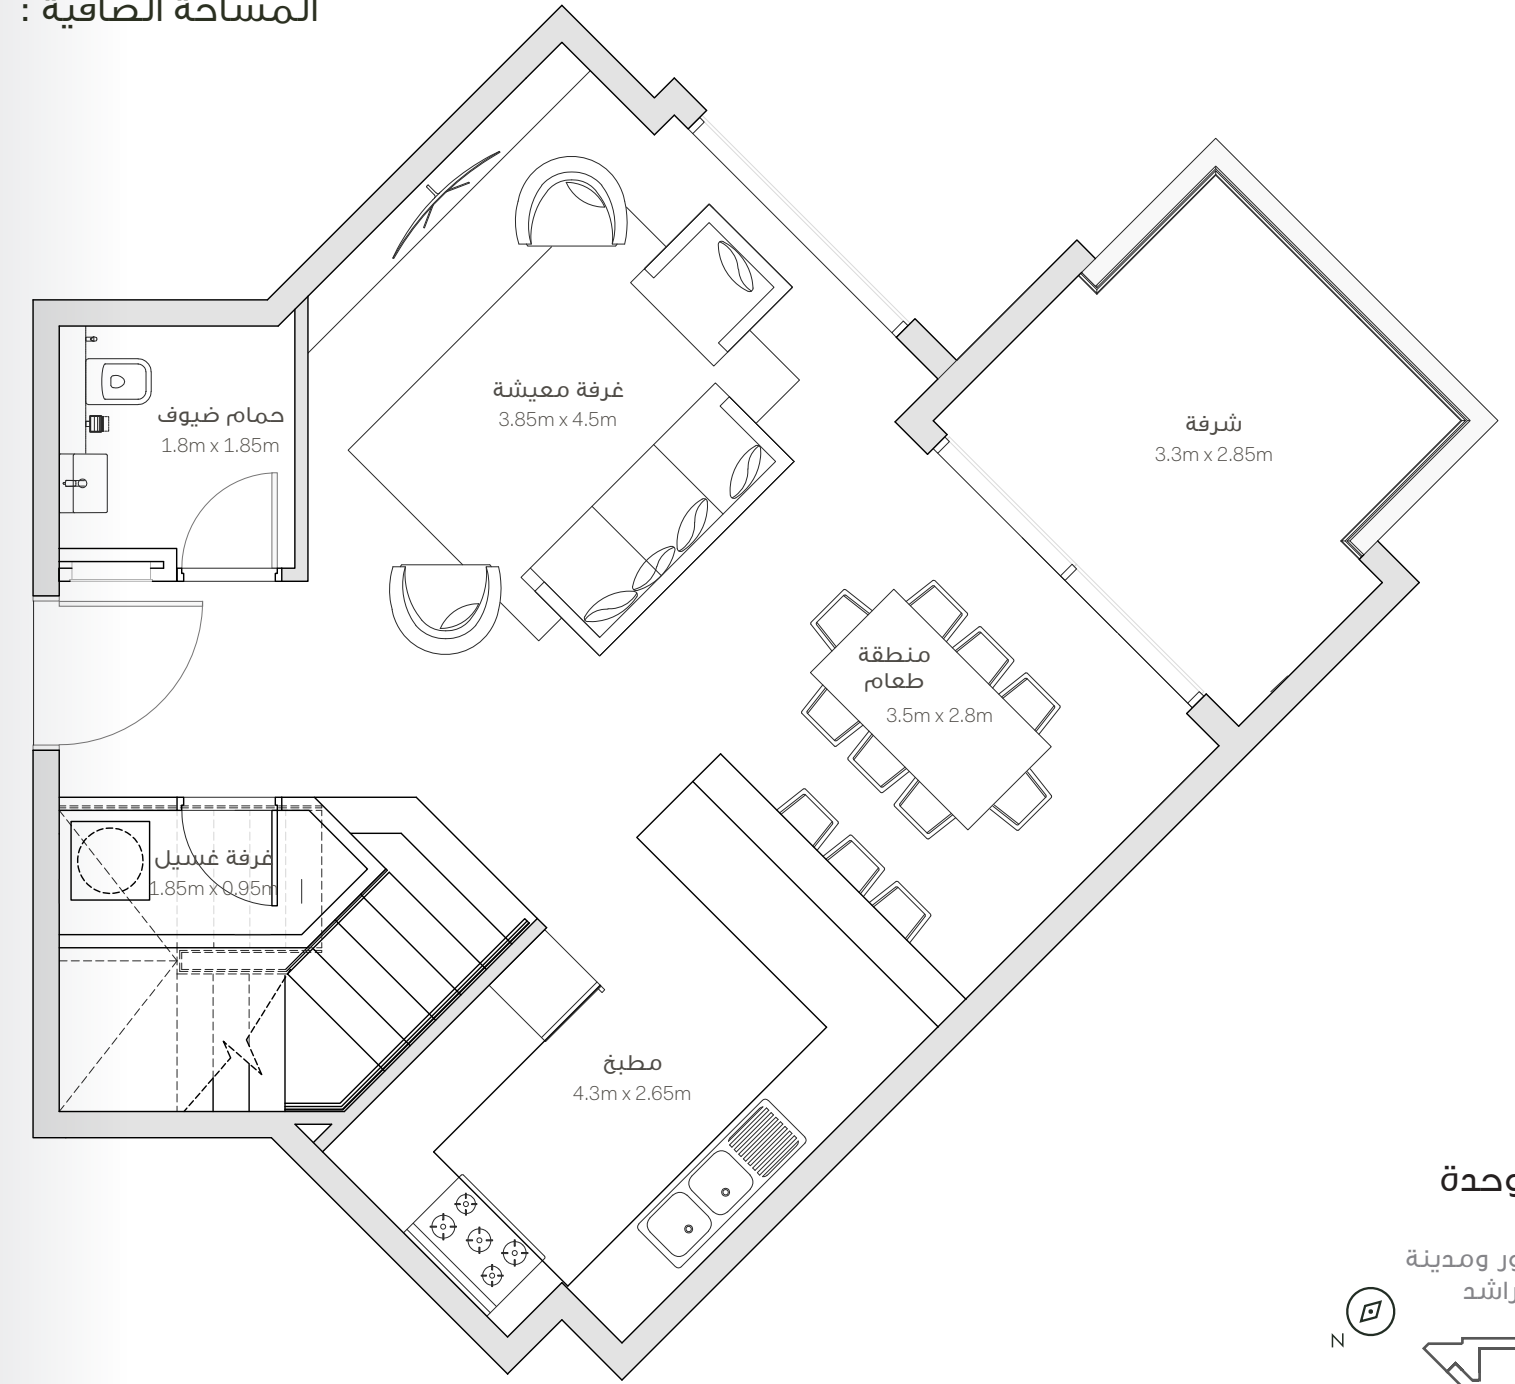 المساحة الصافية :
غرفة معيشة
3.85m x 4.5m
حمام ضيوف
1.8m x 1.85m
شرفة
3.3m x 2.85m
منطقة
طعام
3.5m x 2.8m
غرفة غسيل
1.85m x 0.95m
مطبخ
4.3m x 2.65m
وحدة
ور ومدينة
راشد
N